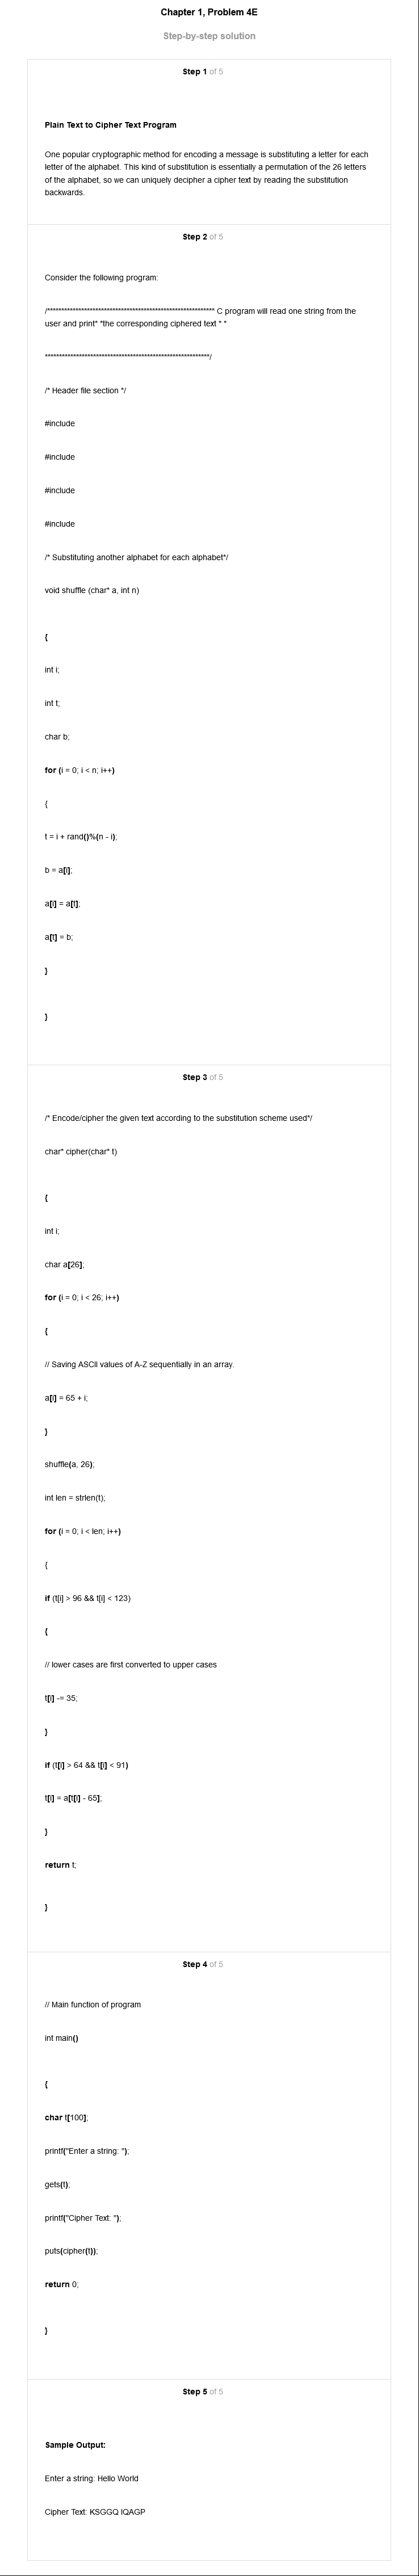 Chapter 1, Problem 4E
Step-by-step solution
Step 1 of 5
Plain Text to Cipher Text Program
One popular cryptographic method for encoding a message is substituting a letter for each
letter of the alphabet. This kind of substitution is essentially a permutation of the 26 letters
of the alphabet, so we can uniquely decipher a cipher text by reading the substitution
backwards.
Step 2 of 5
Consider the following program:
/*********************************************************** C program will read one string from the
user and print* *the corresponding ciphered text * *
***********************************************************/
/* Header file section */
#include
#include
#include
#include
/* Substituting another alphabet for each alphabet*/
void shuffle (char* a, int n)
{
int i;
int t;
char b;
for (i = 0; i < n; i++)
{
t = i + rand()%(n - i);
b = a[i];
a[i] = a[t];
a[t] = b;
}
}
Step 3 of 5
/* Encode/cipher the given text according to the substitution scheme used*/
char* cipher(char* t)
{
int i;
char a[26];
for (i = 0; i < 26; i++)
{
// Saving ASCII values of A-Z sequentially in an array.
a[i] = 65 + i;
}
shuffle(a, 26);
int len = strlen(t);
for (i = 0; i < len; i++)
{
if (t[i] > 96 && t[i] < 123)
{
// lower cases are first converted to upper cases
t[i] -= 35;
}
if (t[i] > 64 && t[i] < 91)
t[i] = a[t[i] - 65];
}
return t;
}
Step 4 of 5
// Main function of program
int main()
{
char t[100];
printf("Enter a string: ");
gets(t);
printf("Cipher Text: ");
puts(cipher(t));
return 0;
}
Step 5 of 5
Sample Output:
Enter a string: Hello World
Cipher Text: KSGGQ IQAGP